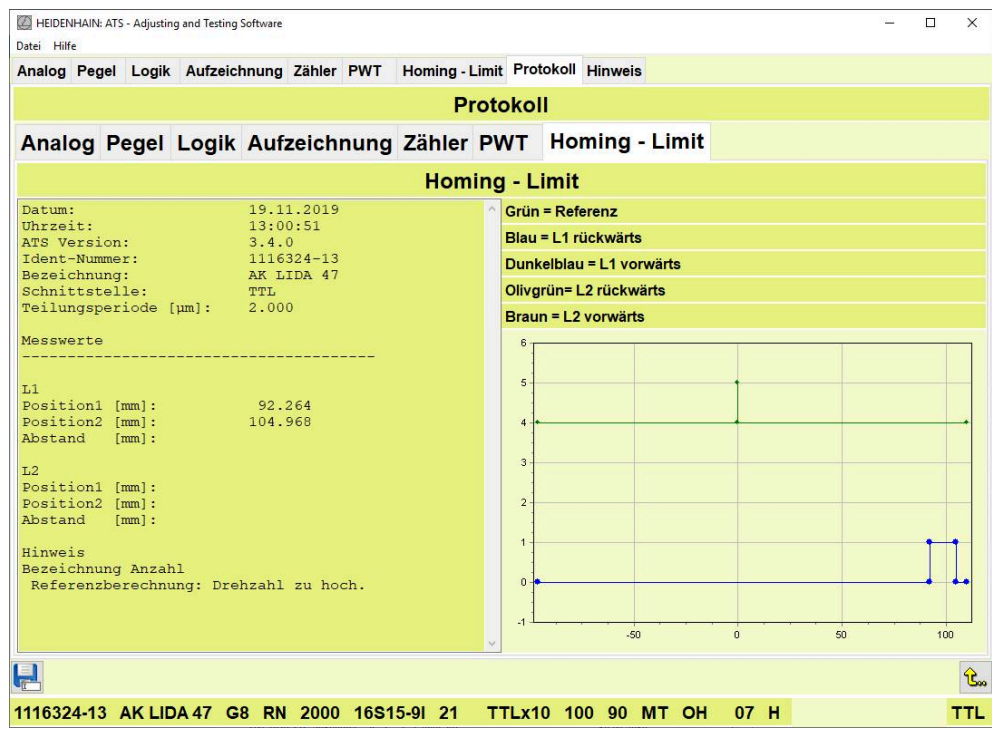 HEIDENHAIN: ATS - Adjusting and Testing Software
Datei Hilfe
Analog Pegel Logik Aufzeichnung Zähler PWT Homing - Limit Protokoll Hinweis
Protokoll
Analog Pegel Logik Aufzeichnung Zähler PWT Homing - Limit
Homing - Limit
Datum: 19.11.2019
Uhrzeit: 13:00:51
ATS Version: 3.4.0
Ident-Nummer: 1116324-13
Bezeichnung: AK LIDA 47
Schnittstelle: TTL
Teilungsperiode [µm]: 2.000
Messwerte
---------------------------------------
L1
Position1 [mm]: 92.264
Position2 [mm]: 104.968
Abstand [mm]:
L2
Position1 [mm]:
Position2 [mm]:
Abstand [mm]:
Hinweis
Bezeichnung Anzahl
Referenzberechnung: Drehzahl zu hoch.
Grün = Referenz
Blau = L1 rückwärts
Dunkelblau = L1 vorwärts
Olivgrün= L2 rückwärts
Braun = L2 vorwärts
6
5
4
3
2
1
0
-1
-50 0 50 100
1116324-13 AK LIDA 47 G8 RN 2000 16S15-9I 21 TTLx10 100 90 MT OH 07 H TTL